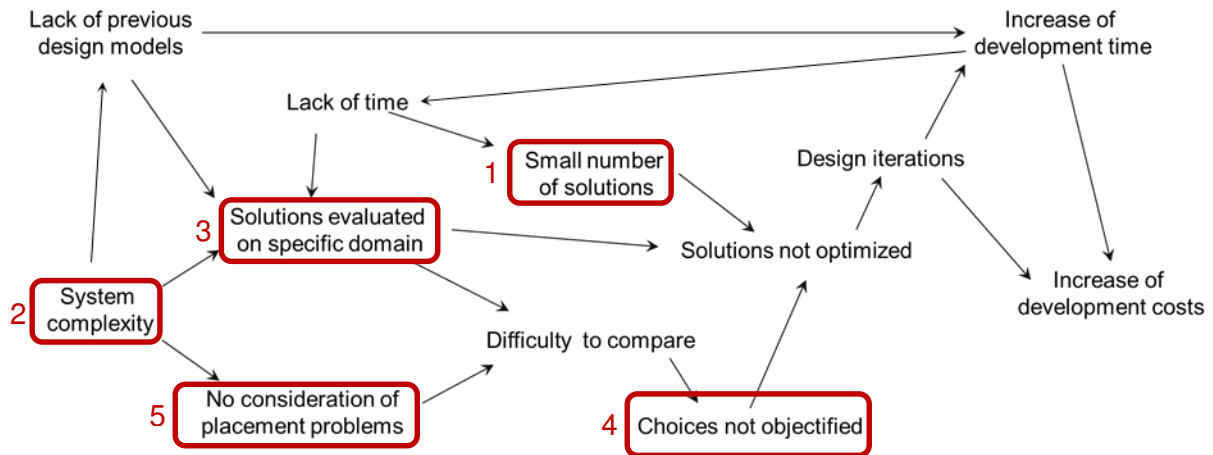 Lack of previous
design models
Increase of
development time
Lack of time
1
Small number
of solutions
Design iterations
3
Solutions evaluated
on specific domain
Solutions not optimized
2
System
complexity
Increase of
development costs
Difficulty to compare
5
No consideration of
placement problems
4
Choices not objectified